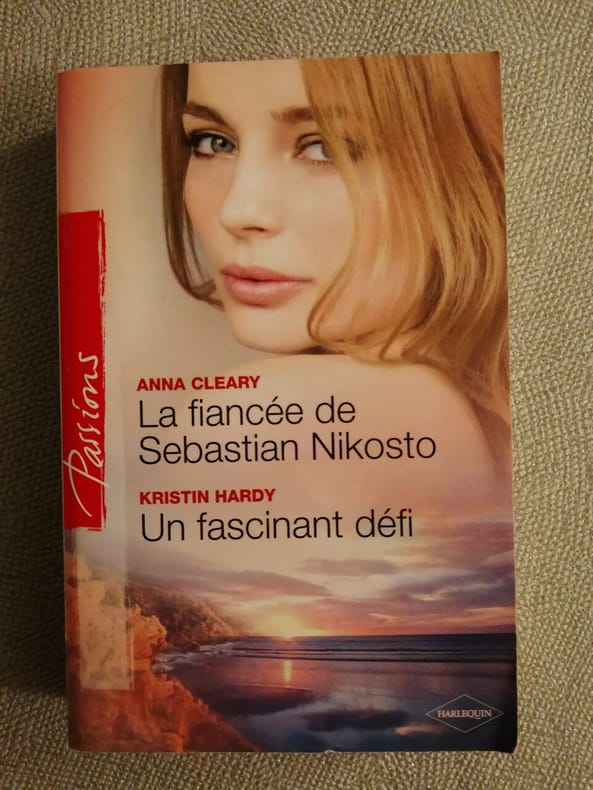 Passions
ANNA CLEARY
La fiancée de
Sebastian Nikosto
KRISTIN HARDY
Un fascinant défi
HARLEQUIN